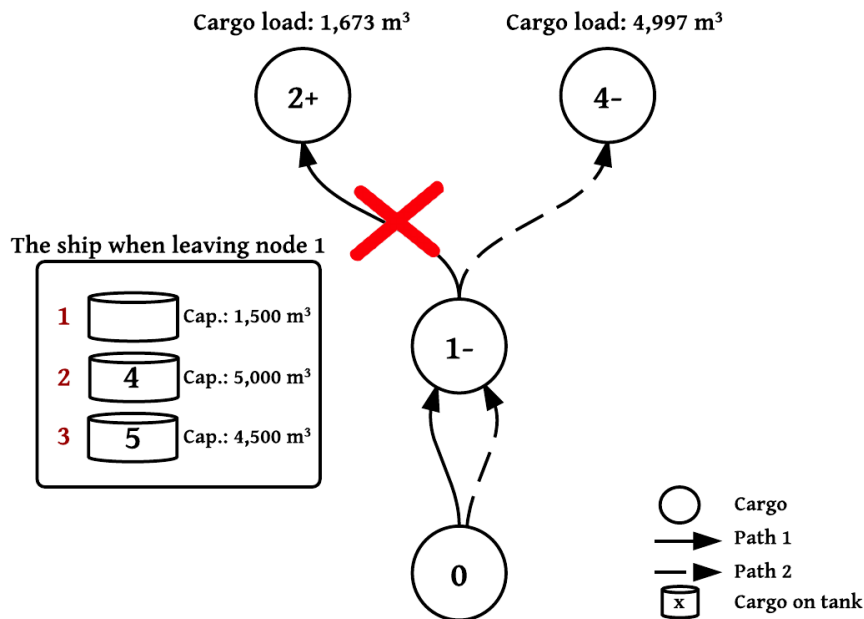 Cargo load: 1,673 m³
Cargo load: 4,997 m³
2+
4-
The ship when leaving node 1
1
Cap.: 1,500 m³
2
4
Cap.: 5,000 m³
3
5
Cap.: 4,500 m³
1-
0
Cargo
Path 1
Path 2
x
Cargo on tank